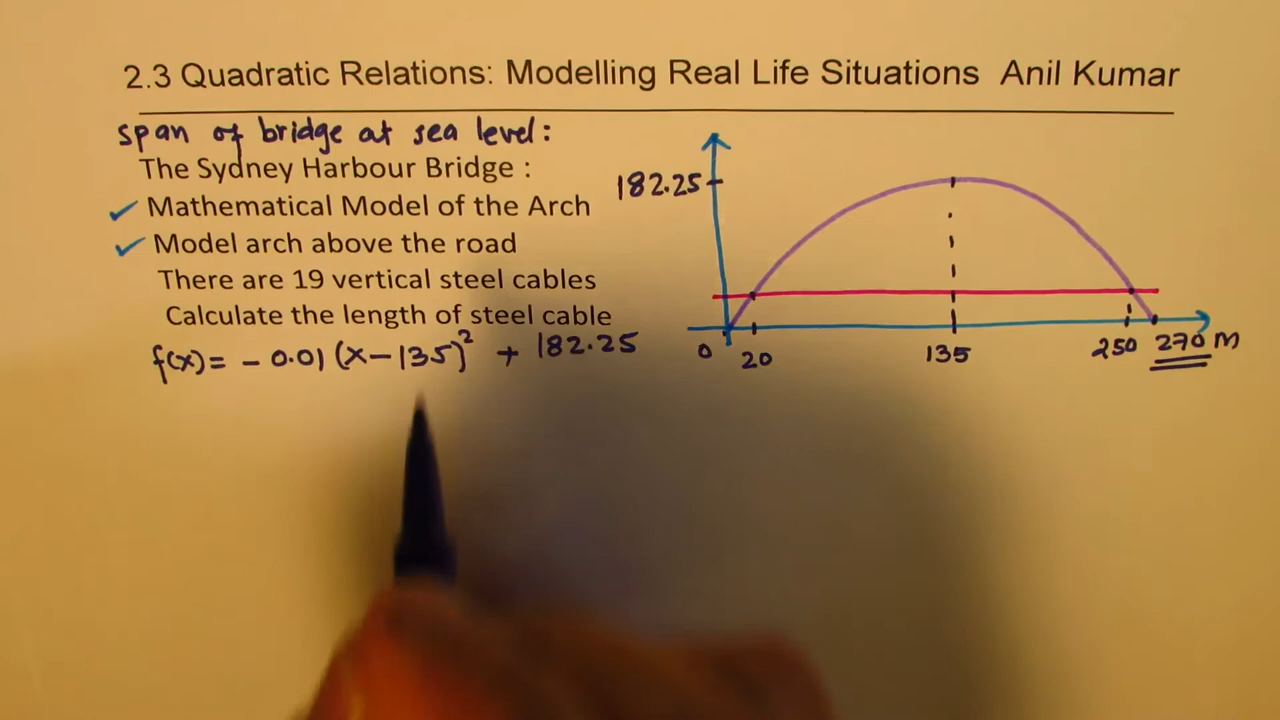 2.3 Quadratic Relations: Modelling Real Life Situations Anil Kumar
span of bridge at sea level:
The Sydney Harbour Bridge :
✓ Mathematical Model of the Arch
✓ Model arch above the road
There are 19 vertical steel cables
Calculate the length of steel cable
f(x) = - 0.01 (x - 135)² + 182.25
182.25
0 20 135 250 270 m